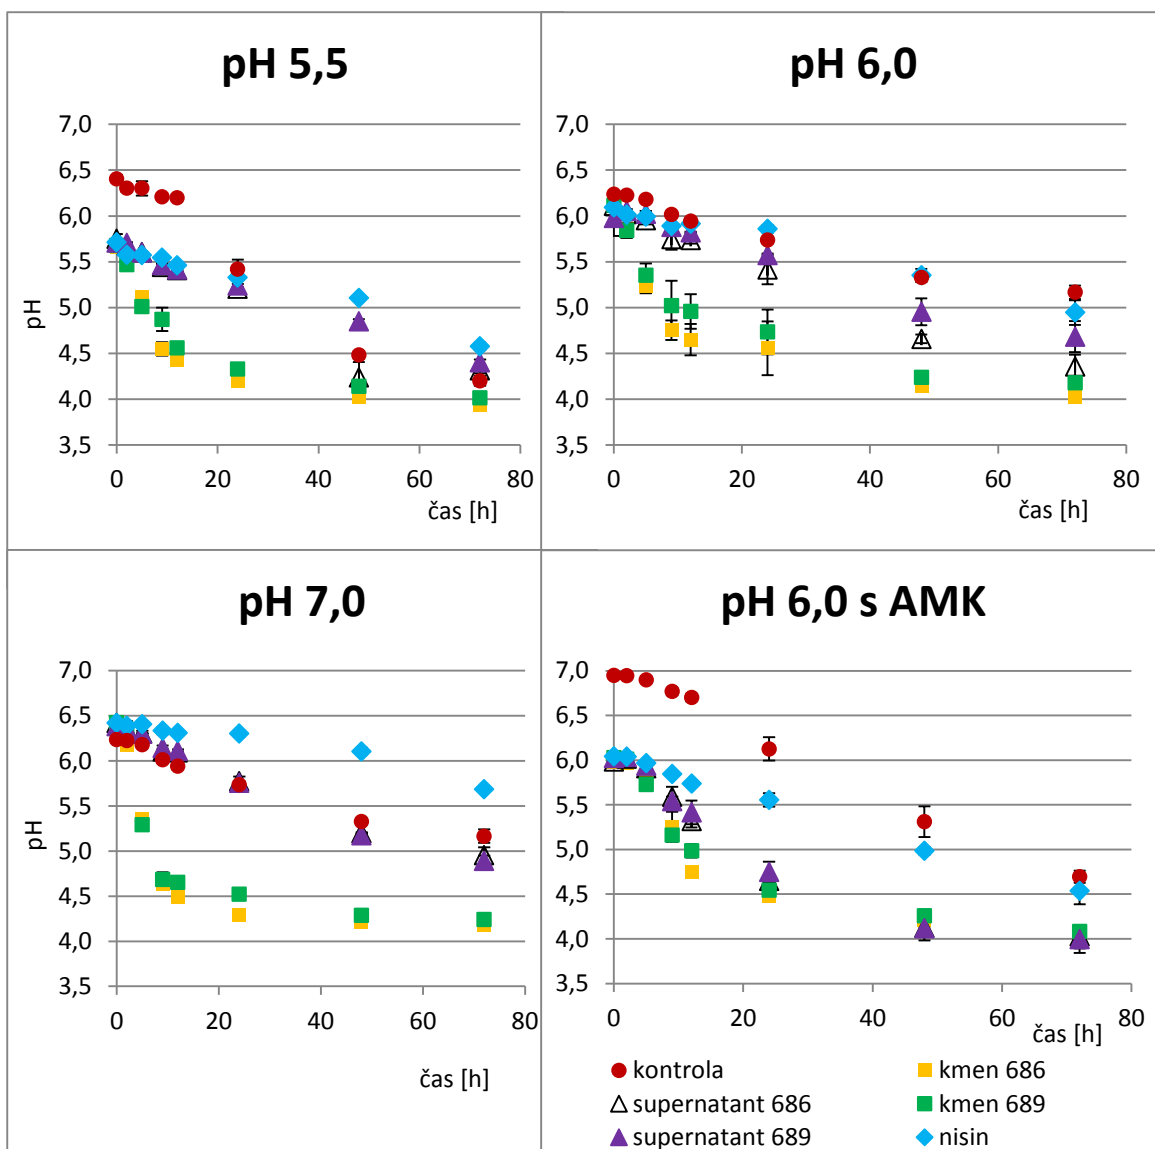 pH 5,5
7,0
6,5
6,0
5,5
5,0
4,5
4,0
3,5
pH
0 20 40 60 80
čas [h]
pH 6,0
7,0
6,5
6,0
5,5
5,0
4,5
4,0
3,5
0 20 40 60 80
čas [h]
pH 7,0
7,0
6,5
6,0
5,5
5,0
4,5
4,0
3,5
pH
0 20 40 60 80
čas [h]
pH 6,0 s AMK
7,0
6,5
6,0
5,5
5,0
4,5
4,0
3,5
0 20 40 60 80
čas [h]
kontrola kmen 686
supernatant 686 kmen 689
supernatant 689 nisin